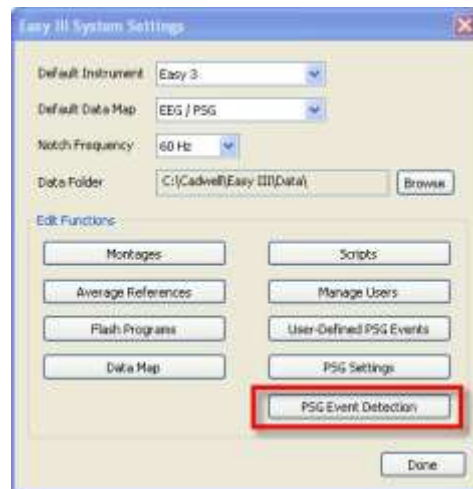 Easy III System Settings
Default Instrument Easy 3
Default Data Map EEG / PSG
Notch Frequency 60 Hz
Data Folder C:\Cadwell\Easy III\Data\ Browse
Edit Functions
Montages Scripts
Average References Manage Users
Flash Programs User-Defined PSG Events
Data Map PSG Settings
PSG Event Detection
Done